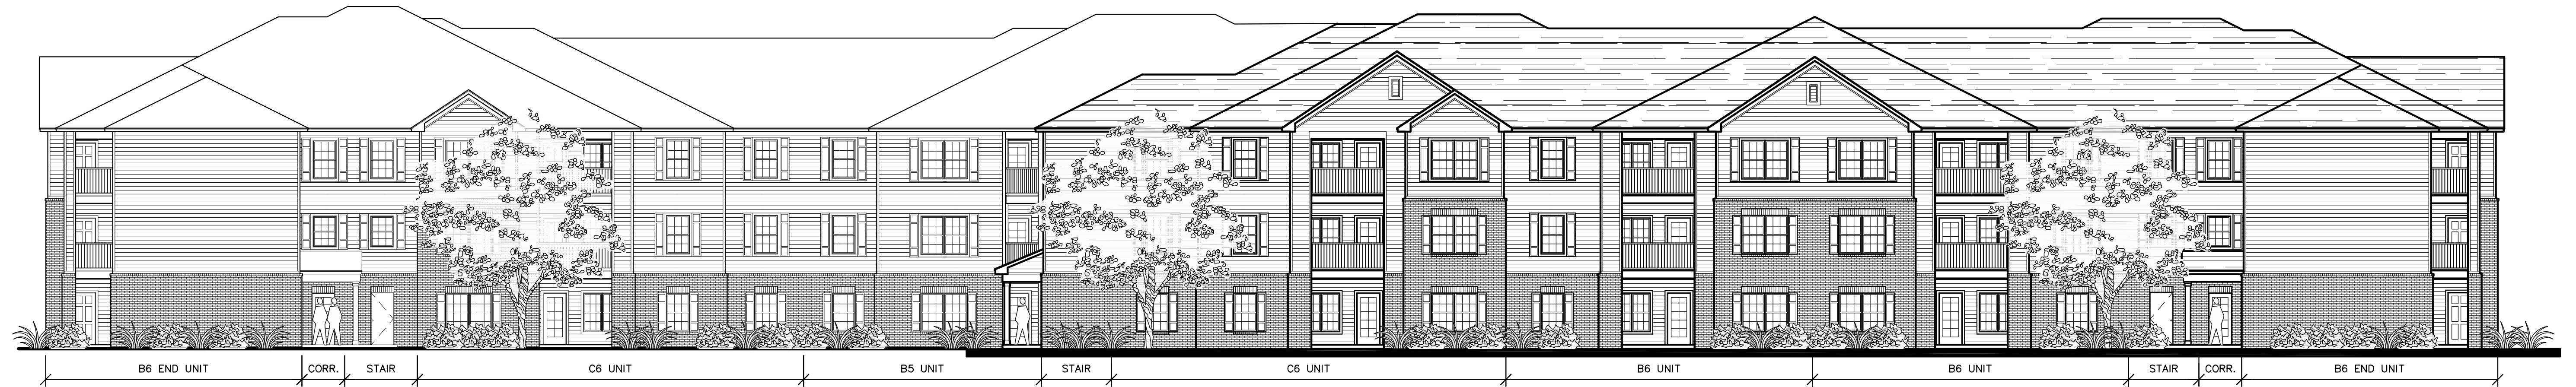 B6 END UNIT
CORR.
STAIR
C6 UNIT
B5 UNIT
STAIR
C6 UNIT
B6 UNIT
B6 UNIT
STAIR
CORR.
B6 END UNIT